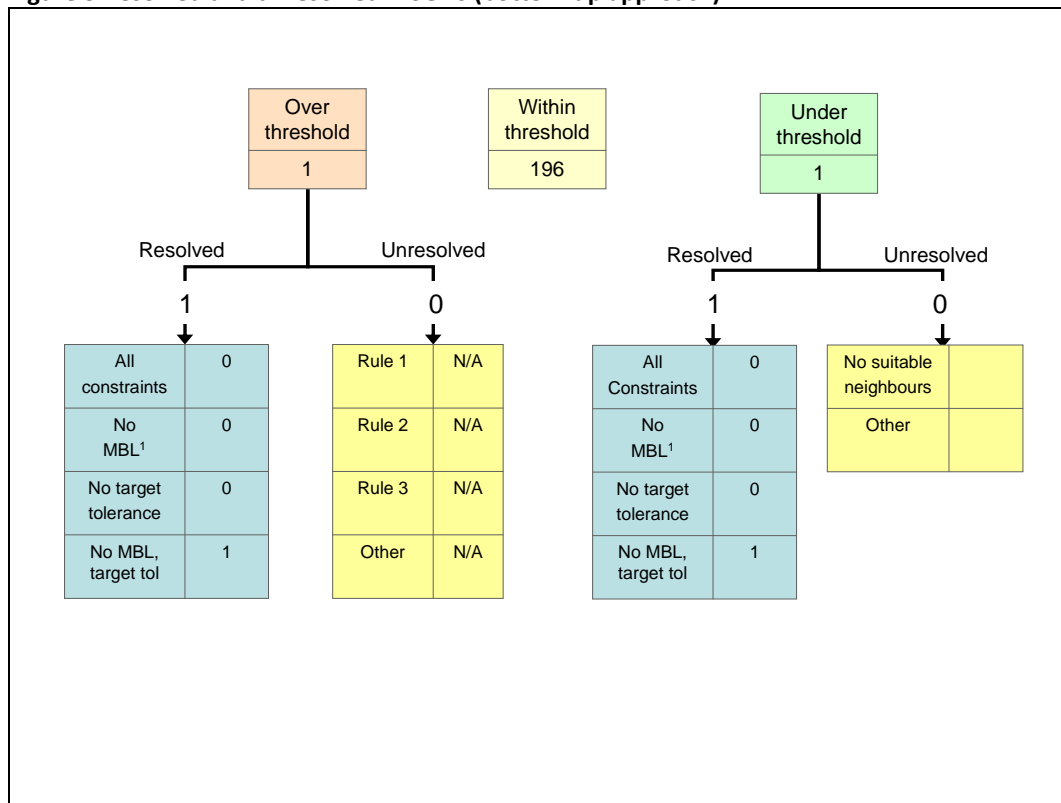 Over
threshold
1
Within
threshold
196
Under
threshold
1
Resolved
Unresolved
1
0
All
constraints
0
No
MBL¹
0
No target
tolerance
0
No MBL,
target tol
1
Rule 1
N/A
Rule 2
N/A
Rule 3
N/A
Other
N/A
Resolved
Unresolved
1
0
All
Constraints
0
No
MBL¹
0
No target
tolerance
0
No MBL,
target tol
1
No suitable
neighbours
Other